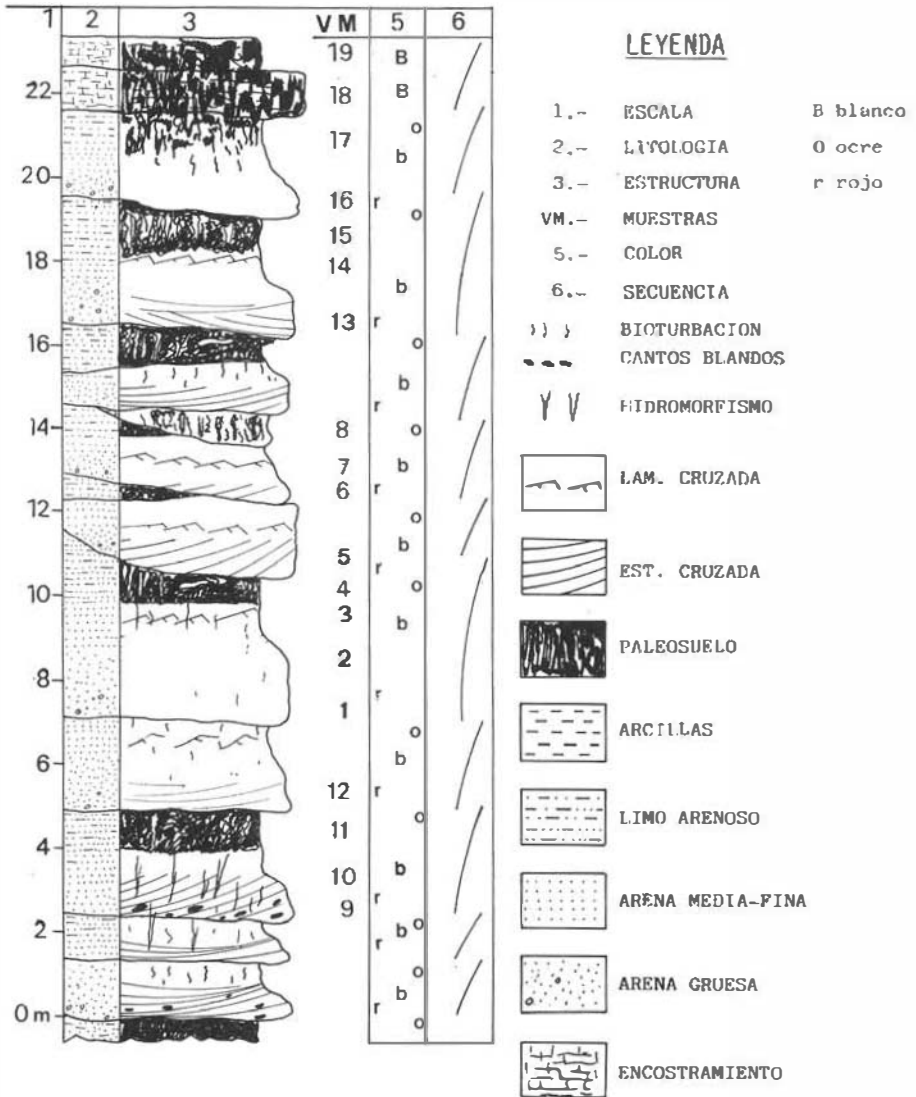 1 2 3 VM 5 6
19 B
22 18 B
17 o
b
20
16 r o
15
18 14
b
13 r
16 o
b
r
14 8 o
7 b
6 r
12 o
b
5 r
10 4 o
3 b
2
8
1 r
o
6 b
12 r
11 o
4
10 b
9 r
2 b o
r
o
b
0 m r
o
LEYENDA
1.- ESCALA B blanco
2.- LITOLOGIA O ocre
3.- ESTRUCTURA r rojo
VM.- MUESTRAS
5.- COLOR
6.- SECUENCIA
BIOTURBACION
CANTOS BLANDOS
HIDROMORFISMO
LAM. CRUZADA
EST. CRUZADA
PALEOSUELO
ARCILLAS
LIMO ARENOSO
ARENA MEDIA-FINA
ARENA GRUESA
ENCOSTRAMIENTO